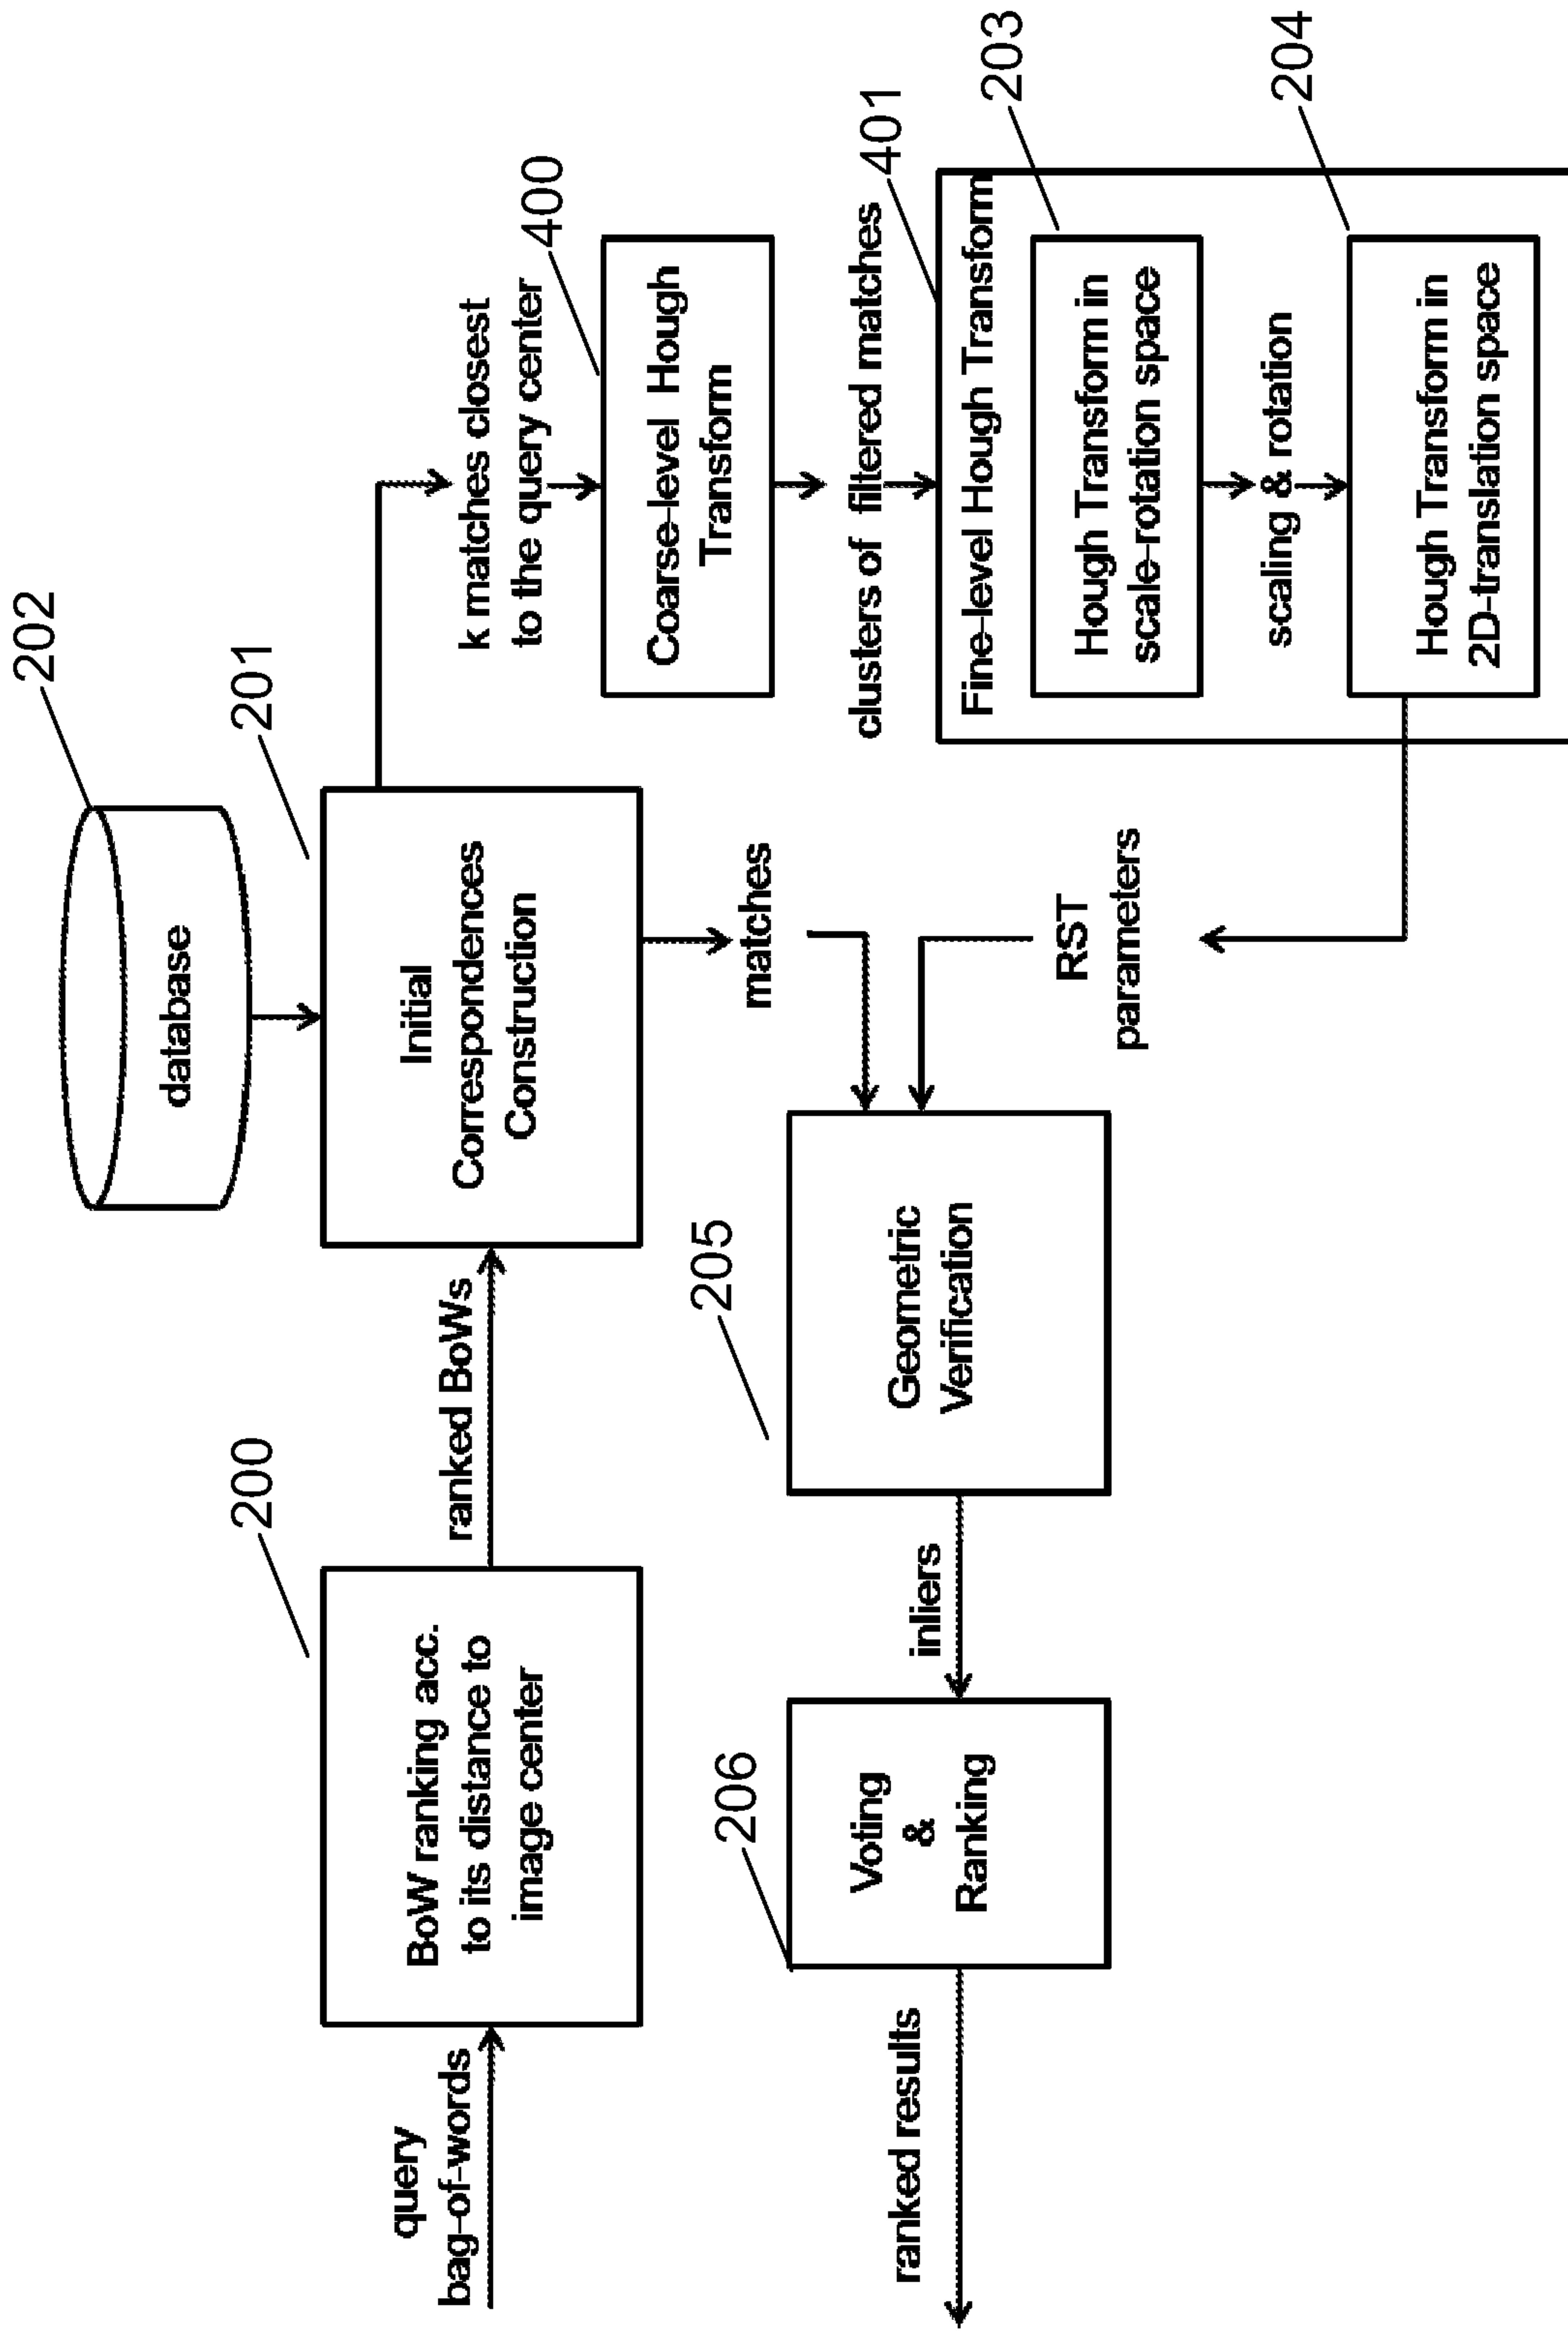 202
database
query
bag-of-words
200
BoW ranking acc.
to its distance to
image center
ranked BoWs
201
Initial
Correspondences
Construction
k matches closest
to the query center
400
Coarse-level Hough
Transform
clusters of filtered matches
401
Fine-level Hough Transform
203
Hough Transform in
scale-rotation space
scaling & rotation
204
Hough Transform in
2D-translation space
matches
RST
parameters
205
Geometric
Verification
inliers
206
Voting
&
Ranking
ranked results